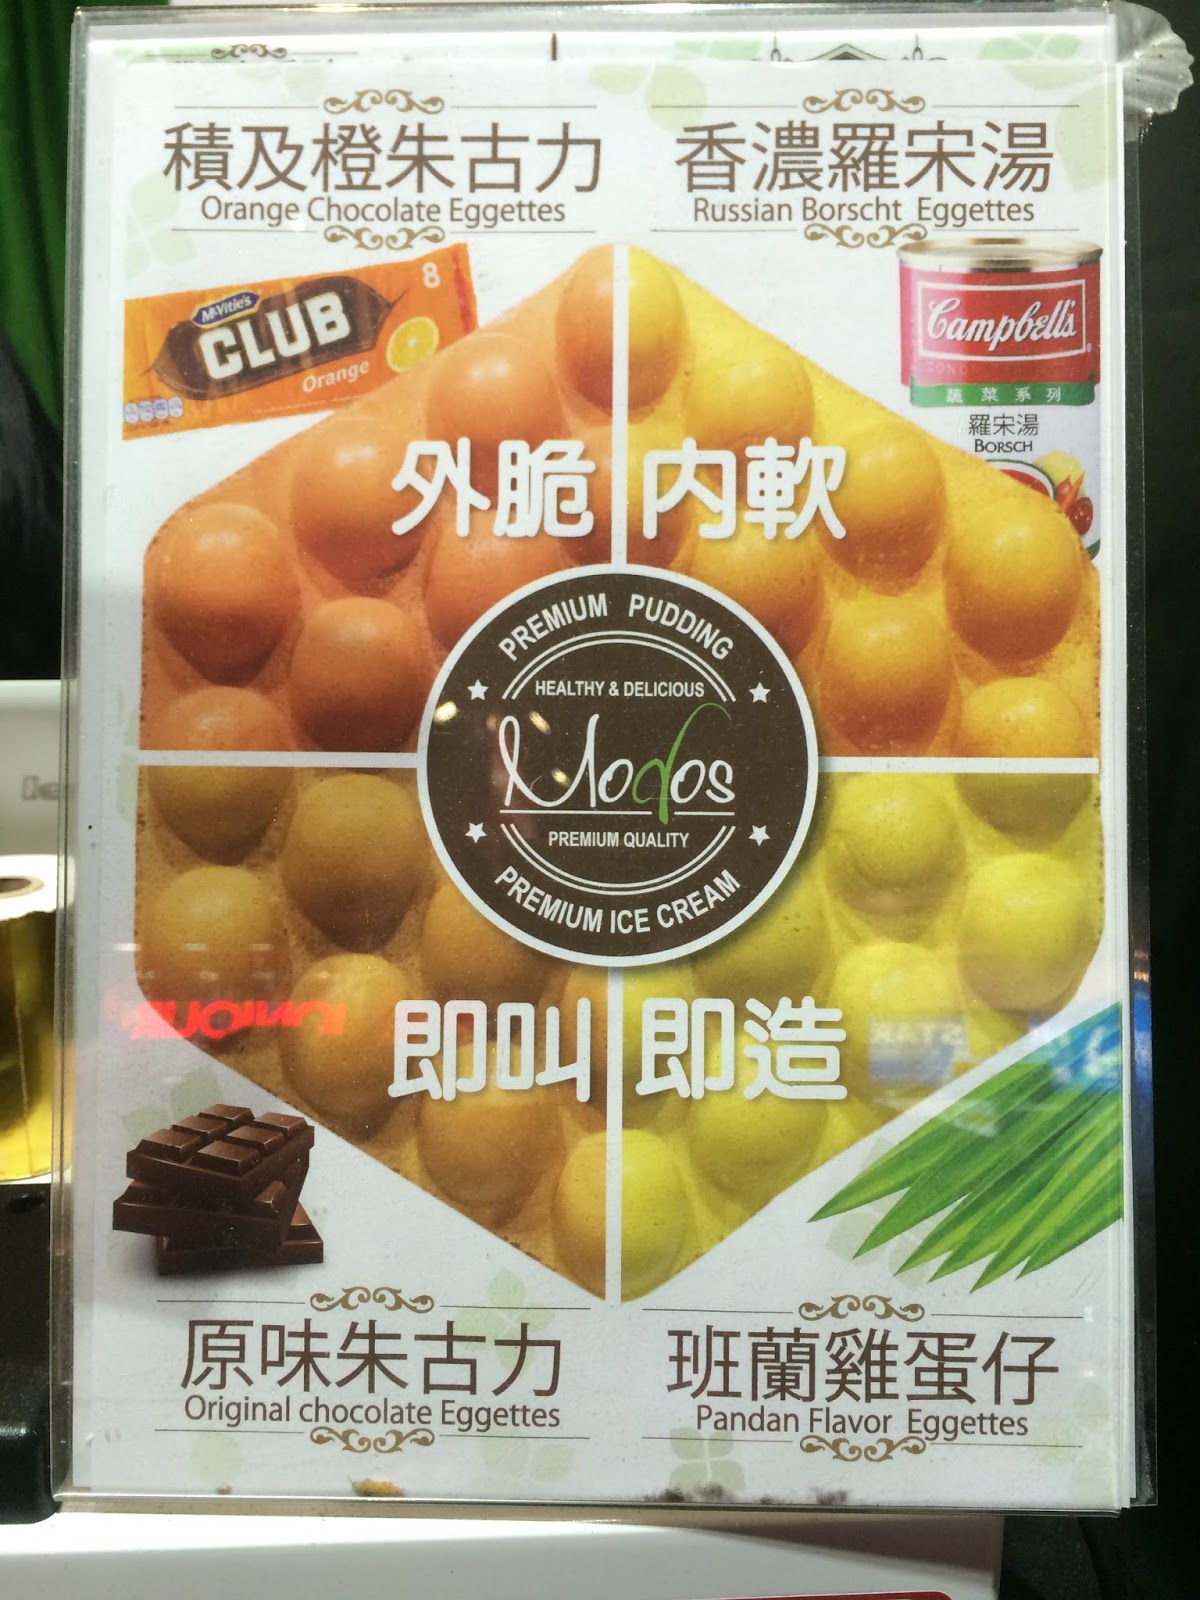 積及橙朱古力
Orange Chocolate Eggettes
香濃羅宋湯
Russian Borscht Eggettes
McVitie's
CLUB
Orange
8
Campbell's
蔬菜系列
羅宋湯
BORSCH
外脆 內軟
PREMIUM PUDDING
HEALTHY & DELICIOUS
Modos
PREMIUM QUALITY
PREMIUM ICE CREAM
即叫 即造
原味朱古力
Original chocolate Eggettes
班蘭雞蛋仔
Pandan Flavor Eggettes